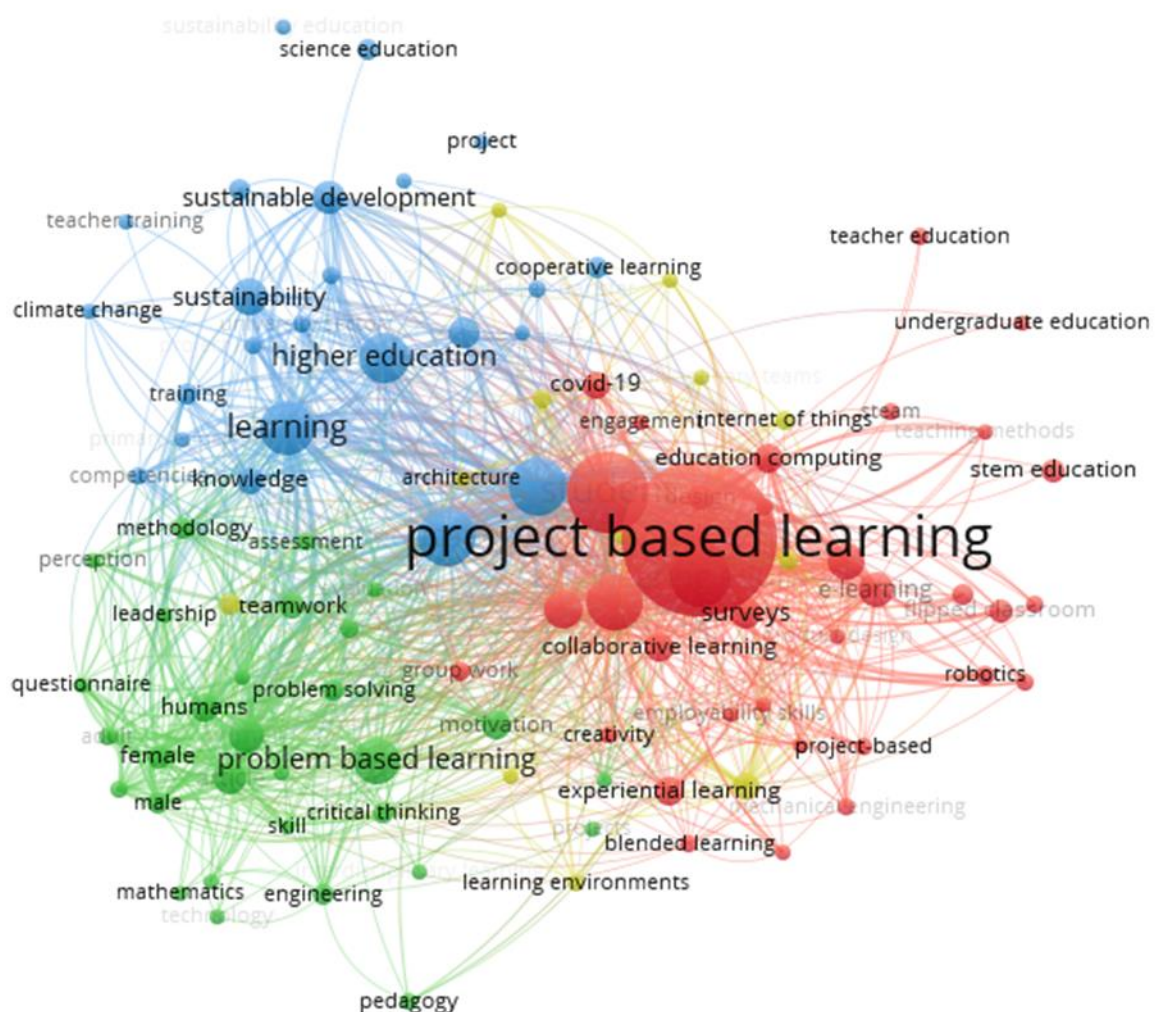 sustainability education
science education
project
sustainable development
teacher training
teacher education
cooperative learning
sustainability
climate change
undergraduate education
higher education
covid-19
training
engagement
internet of things
steam
learning
teaching methods
education computing
stem education
competencies
knowledge
architecture
students
design
methodology
project based learning
assessment
perception
e-learning
leadership
teamwork
surveys
flipped classroom
collaborative learning
group work
robotics
questionnaire
problem solving
humans
employability skills
motivation
creativity
adult
female
problem based learning
project-based
experiential learning
male
critical thinking
mechanical engineering
skill
projects
blended learning
learning environments
mathematics
engineering
technology
pedagogy